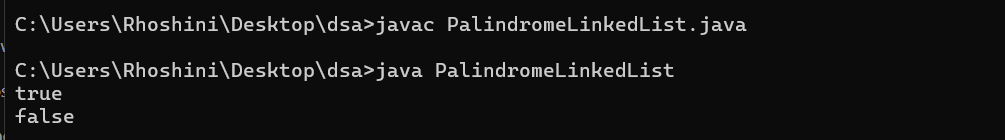 C:\Users\Rhoshini\Desktop\dsa>javac PalindromeLinkedList.java
C:\Users\Rhoshini\Desktop\dsa>java PalindromeLinkedList
true
false